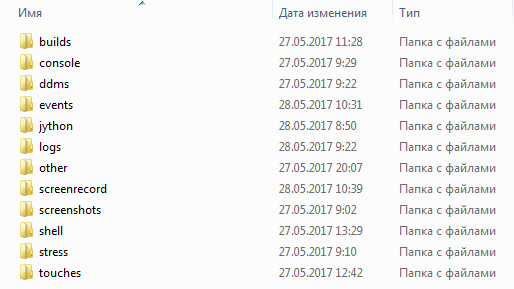 Имя Дата изменения Тип
builds 27.05.2017 11:28 Папка с файлами
console 27.05.2017 9:29 Папка с файлами
ddms 27.05.2017 9:22 Папка с файлами
events 28.05.2017 10:31 Папка с файлами
jython 28.05.2017 8:50 Папка с файлами
logs 28.05.2017 9:22 Папка с файлами
other 27.05.2017 20:07 Папка с файлами
screenrecord 28.05.2017 10:39 Папка с файлами
screenshots 27.05.2017 9:02 Папка с файлами
shell 27.05.2017 13:29 Папка с файлами
stress 27.05.2017 9:10 Папка с файлами
touches 27.05.2017 12:42 Папка с файлами